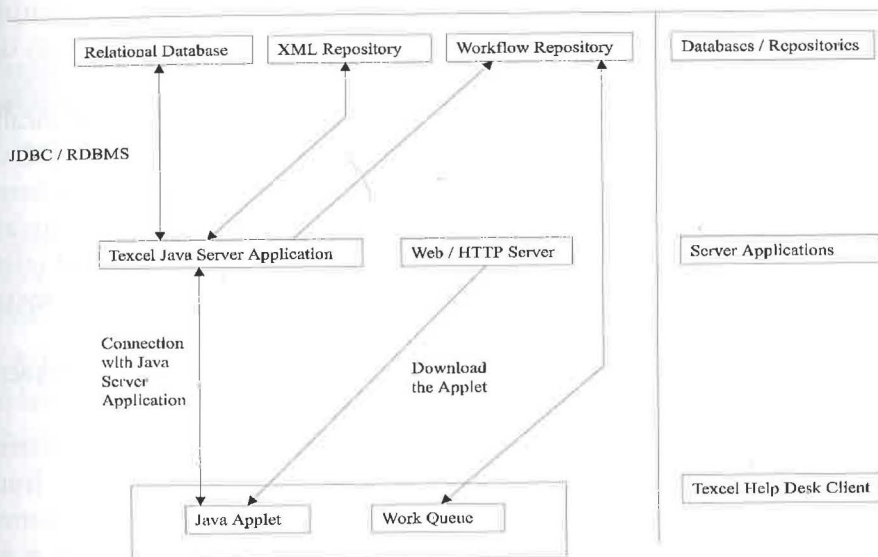 Relational Database
XML Repository
Workflow Repository
Databases / Repositories
JDBC / RDBMS
Texcel Java Server Application
Web / HTTP Server
Server Applications
Connection
with Java
Server
Application
Download
the Applet
Texcel Help Desk Client
Java Applet
Work Queue